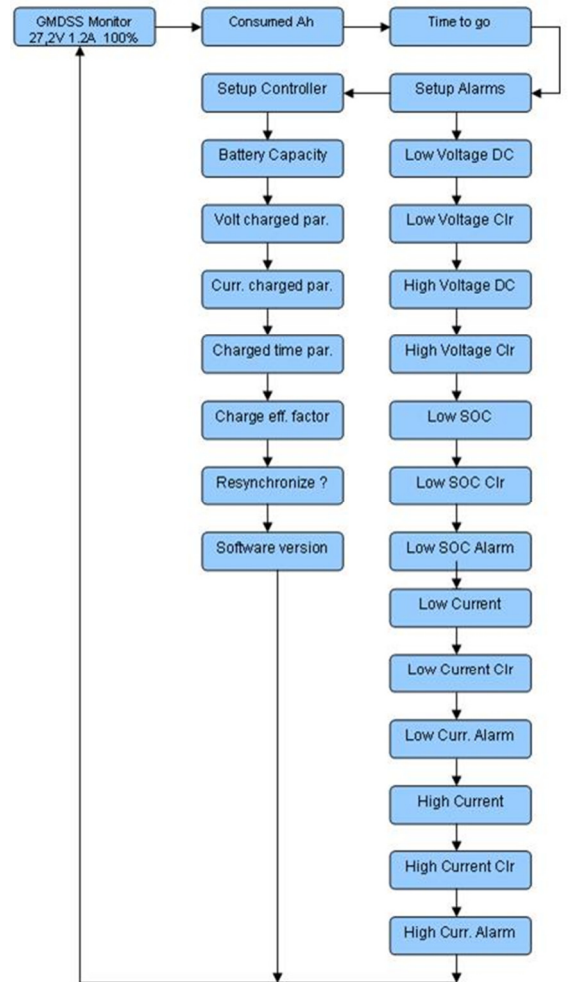 GMDSS Monitor
27,2V 1.2A 100%
Consumed Ah
Time to go
Setup Controller
Setup Alarms
Battery Capacity
Low Voltage DC
Volt charged par.
Low Voltage Clr
Curr. charged par.
High Voltage DC
Charged time par.
High Voltage Clr
Charge eff. factor
Low SOC
Resynchronize ?
Low SOC Clr
Software version
Low SOC Alarm
Low Current
Low Current Clr
Low Curr. Alarm
High Current
High Current Clr
High Curr. Alarm